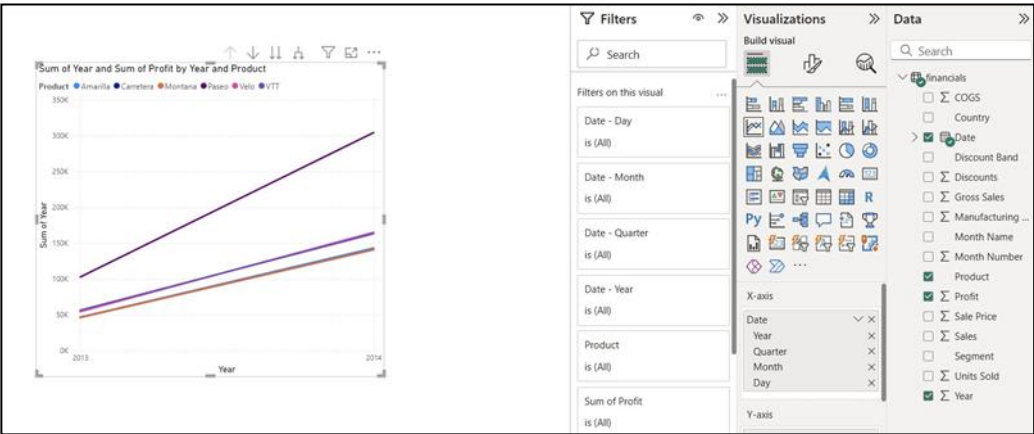 Sum of Year and Sum of Profit by Year and Product
Product Amarilla Carretera Montana Paseo Velo VTT
350K
300K
250K
200K
150K
100K
50K
0K
Sum of Year
2013
2014
Year
Filters
Search
Filters on this visual
Date - Day
is (All)
Date - Month
is (All)
Date - Quarter
is (All)
Date - Year
is (All)
Product
is (All)
Sum of Profit
is (All)
Visualizations
Build visual
R
Py
123
X-axis
Date
Year
Quarter
Month
Day
Y-axis
Data
Search
financials
∑ COGS
Country
Date
Discount Band
∑ Discounts
∑ Gross Sales
∑ Manufacturing ...
Month Name
∑ Month Number
Product
∑ Profit
∑ Sale Price
∑ Sales
Segment
∑ Units Sold
∑ Year